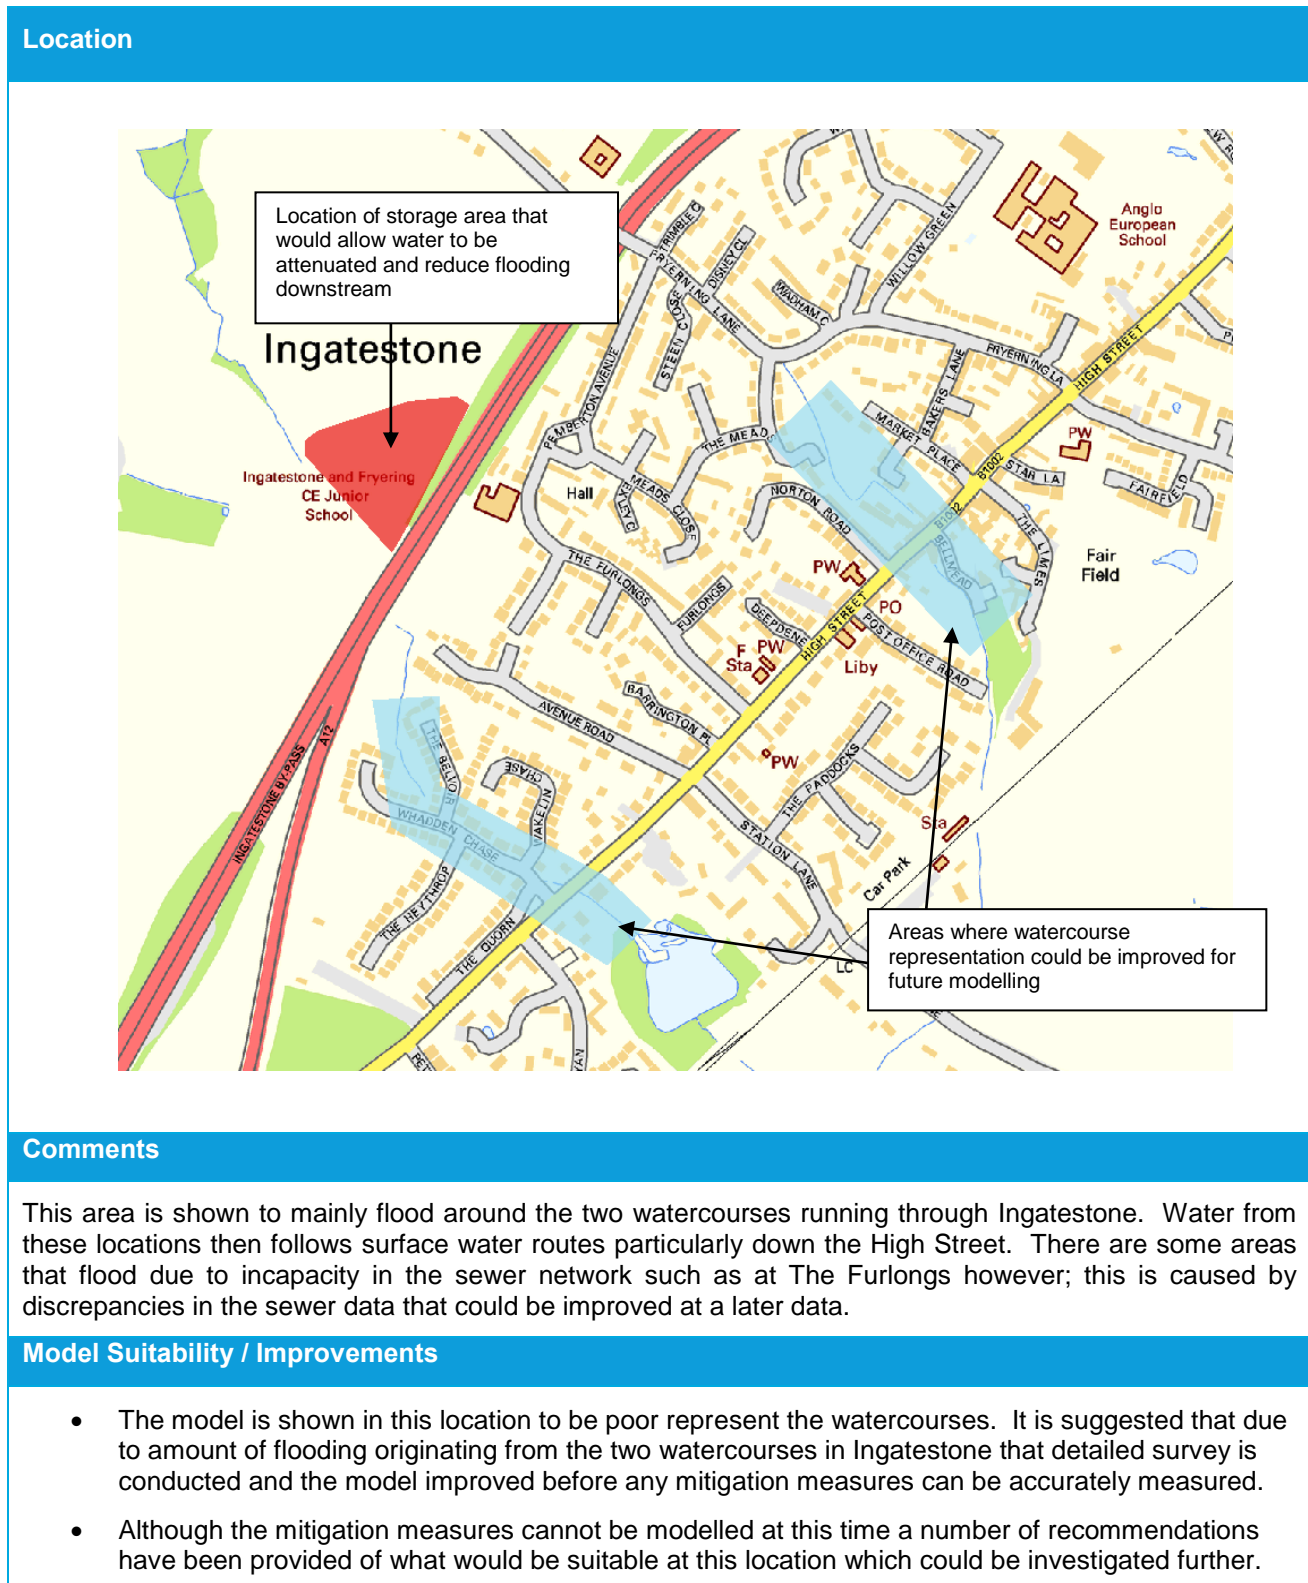 Location
Location of storage area that
would allow water to be
attenuated and reduce flooding
downstream
Ingatestone
Ingatestone and Fryering
CE Junior
School
Anglo
European
School
TRIMBLE C
FRYERNING LANE
DISNEY CL
STEEN CLOSE
WADHAM C
WILLOW GREEN
PEMBERTON AVENUE
FRYERNING LA
HIGH STREET
BAKERS LANE
MARKET PLACE
B1002
STAR LA
PW
FAIRFIELD
THE LIMES
THE MEADS
MEADS CLOSE
Hall
NORTON ROAD
B1002
BELLMEAD
Fair
Field
THE FURLONGS
FURLONGS
DEEPDENE
PW
PO
POST OFFICE ROAD
HIGH STREET
F
Sta
PW
Liby
BARRINGTON PL
AVENUE ROAD
PW
THE PADDOCKS
STATION LANE
Sta
Car Park
LC
INGATESTONE BY-PASS
A12
THE BELVOIR
CHASE
WAKELIN
WHADDEN CHASE
THE HEYTHROP
THE QUORN
Areas where watercourse
representation could be improved for
future modelling
Comments
This area is shown to mainly flood around the two watercourses running through Ingatestone. Water from
these locations then follows surface water routes particularly down the High Street. There are some areas
that flood due to incapacity in the sewer network such as at The Furlongs however; this is caused by
discrepancies in the sewer data that could be improved at a later data.
Model Suitability / Improvements
• The model is shown in this location to be poor represent the watercourses. It is suggested that due
to amount of flooding originating from the two watercourses in Ingatestone that detailed survey is
conducted and the model improved before any mitigation measures can be accurately measured.
• Although the mitigation measures cannot be modelled at this time a number of recommendations
have been provided of what would be suitable at this location which could be investigated further.